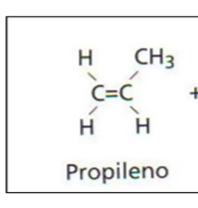 H CH₃
C=C +
H H
Propileno